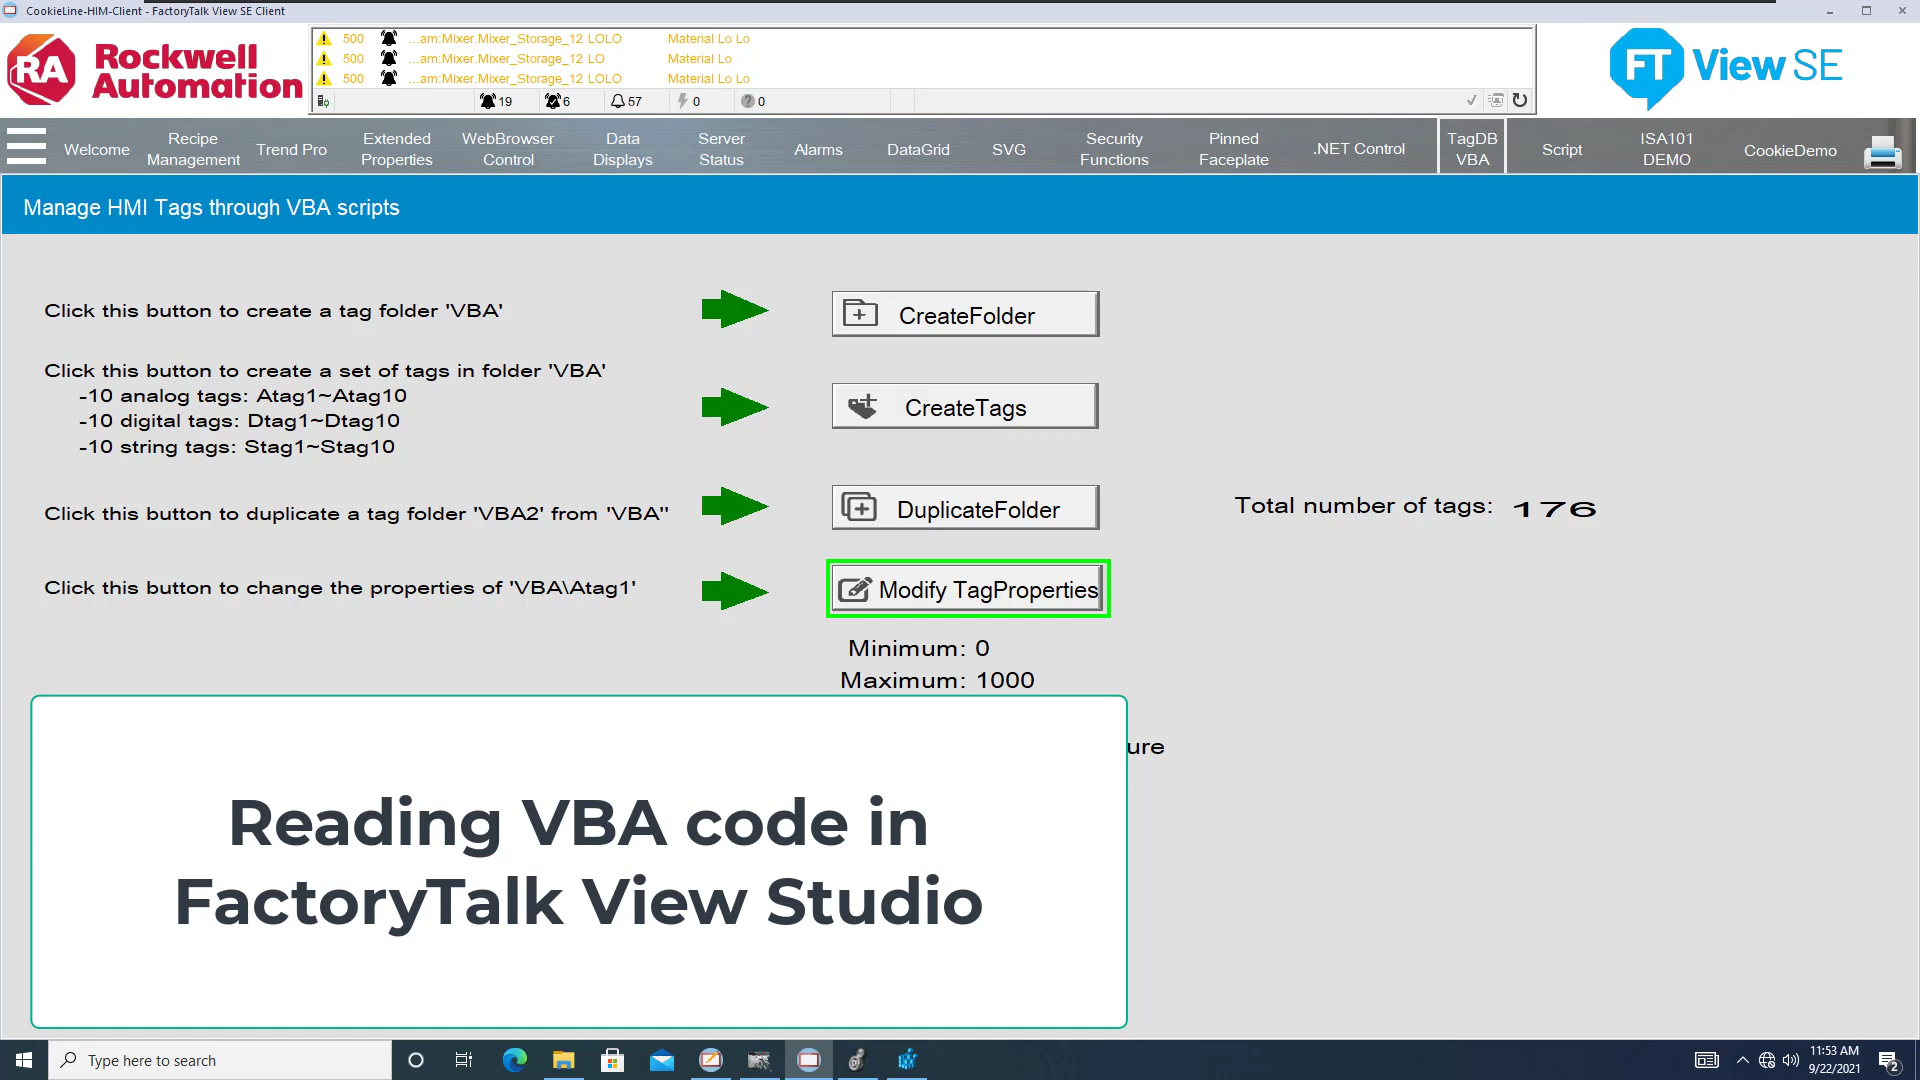 CookieLine-HIM-Client - FactoryTalk View SE Client
RA Rockwell Automation
500 ...am:Mixer.Mixer_Storage_12 LOLO Material Lo Lo
500 ...am:Mixer.Mixer_Storage_12 LO Material Lo
500 ...am:Mixer.Mixer_Storage_12 LOLO Material Lo Lo
19 6 57 0 0
FT View SE
Welcome
Recipe Management
Trend Pro
Extended Properties
WebBrowser Control
Data Displays
Server Status
Alarms
DataGrid
SVG
Security Functions
Pinned Faceplate
.NET Control
TagDB VBA
Script
ISA101 DEMO
CookieDemo
Manage HMI Tags through VBA scripts
Click this button to create a tag folder 'VBA'
CreateFolder
Click this button to create a set of tags in folder 'VBA'
-10 analog tags: Atag1~Atag10
-10 digital tags: Dtag1~Dtag10
-10 string tags: Stag1~Stag10
CreateTags
Click this button to duplicate a tag folder 'VBA2' from 'VBA''
DuplicateFolder
Total number of tags: 176
Click this button to change the properties of 'VBA\Atag1'
Modify TagProperties
Minimum: 0
Maximum: 1000
ure
Reading VBA code in
FactoryTalk View Studio
Type here to search
11:53 AM
9/22/2021
2